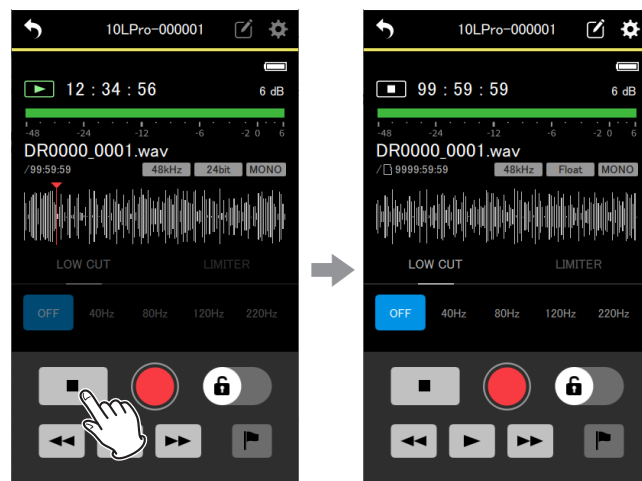 10LPro-000001
12 : 34 : 56
6 dB
-48 -24 -12 -6 -2 0 6
DR0000_0001.wav
/99:59:59 48kHz 24bit MONO
LOW CUT LIMITER
OFF 40Hz 80Hz 120Hz 220Hz
10LPro-000001
99 : 59 : 59
6 dB
-48 -24 -12 -6 -2 0 6
DR0000_0001.wav
/ 9999:59:59 48kHz Float MONO
LOW CUT LIMITER
OFF 40Hz 80Hz 120Hz 220Hz